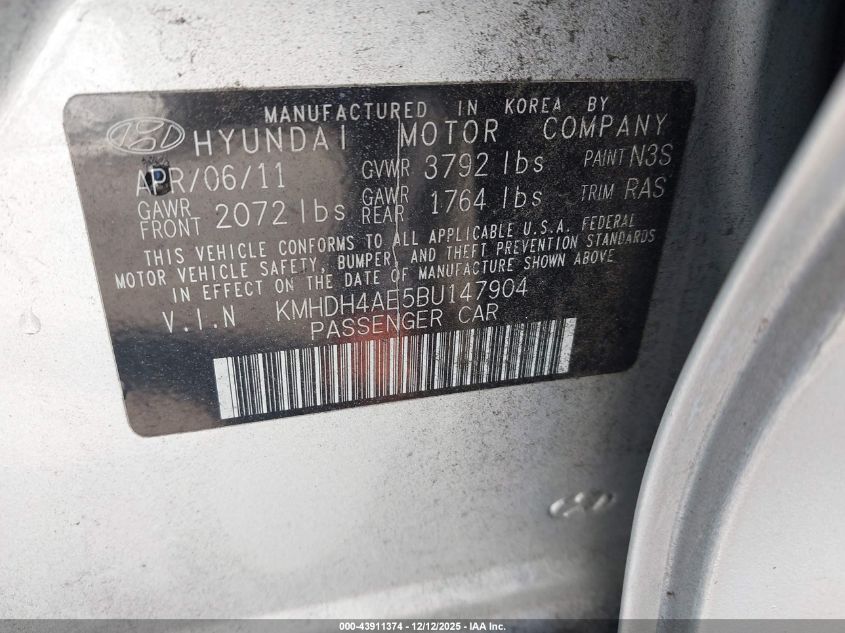 MANUFACTURED IN KOREA BY
HYUNDAI MOTOR COMPANY
APR/06/11 GVWR 3792 lbs PAINT N3S
GAWR FRONT 2072 lbs GAWR REAR 1764 lbs TRIM RAS
THIS VEHICLE CONFORMS TO ALL APPLICABLE U.S.A. FEDERAL
MOTOR VEHICLE SAFETY, BUMPER, AND THEFT PREVENTION STANDARDS
IN EFFECT ON THE DATE OF MANUFACTURE SHOWN ABOVE
V.I.N KMHDH4AE5BU147904
PASSENGER CAR
000-43911374 - 12/12/2025 - IAA Inc.